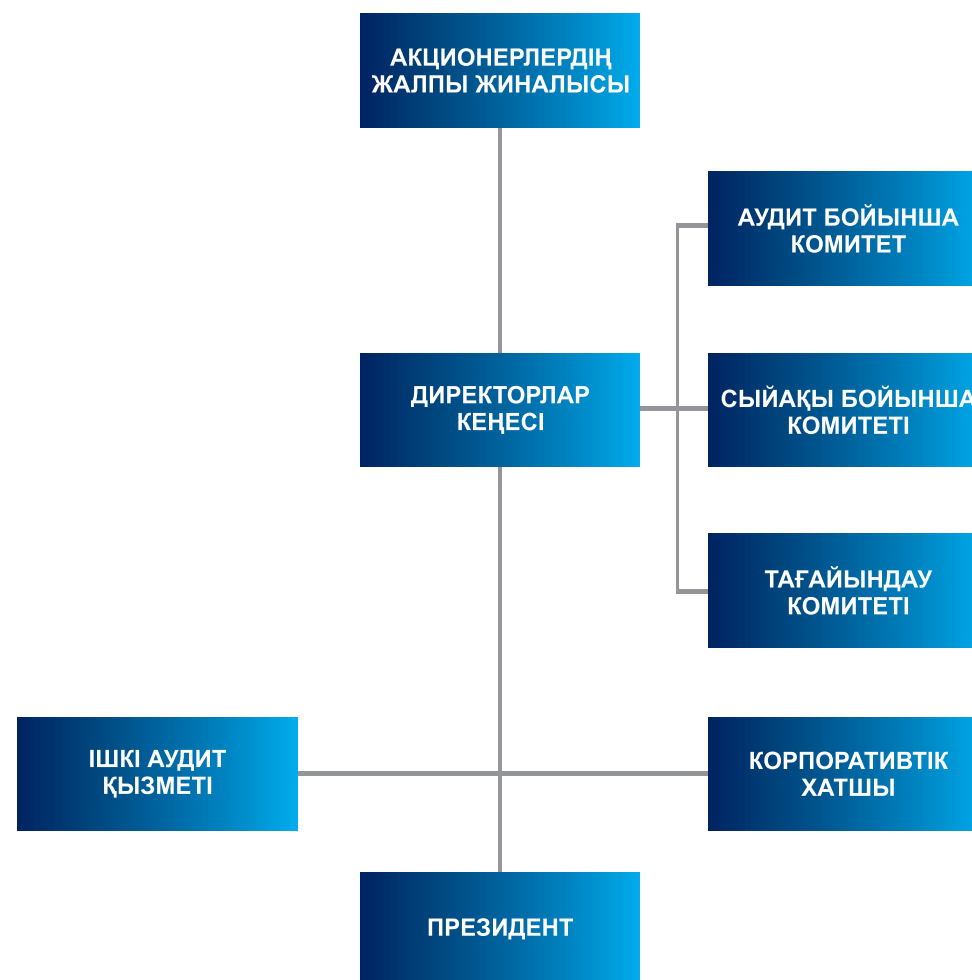 АКЦИОНЕРЛЕРДІҢ
ЖАЛПЫ ЖИНАЛЫСЫ
АУДИТ БОЙЫНША
КОМИТЕТ
ДИРЕКТОРЛАР
КЕҢЕСІ
СЫЙАҚЫ БОЙЫНША
КОМИТЕТІ
ТАҒАЙЫНДАУ
КОМИТЕТІ
ІШКІ АУДИТ
ҚЫЗМЕТІ
КОРПОРАТИВТІК
ХАТШЫ
ПРЕЗИДЕНТ